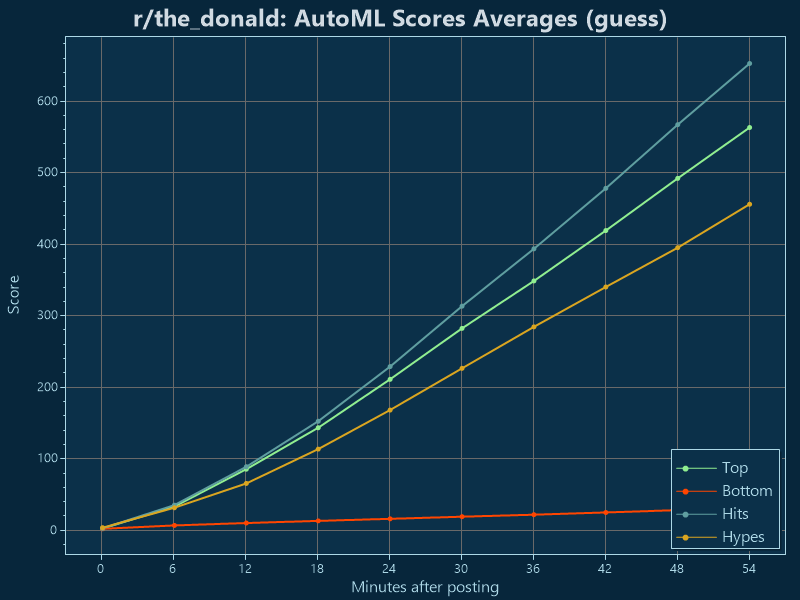 r/the_donald: AutoML Scores Averages (guess)
600
500
400
300
200
100
0
Score
Top
Bottom
Hits
Hypes
0 6 12 18 24 30 36 42 48 54
Minutes after posting